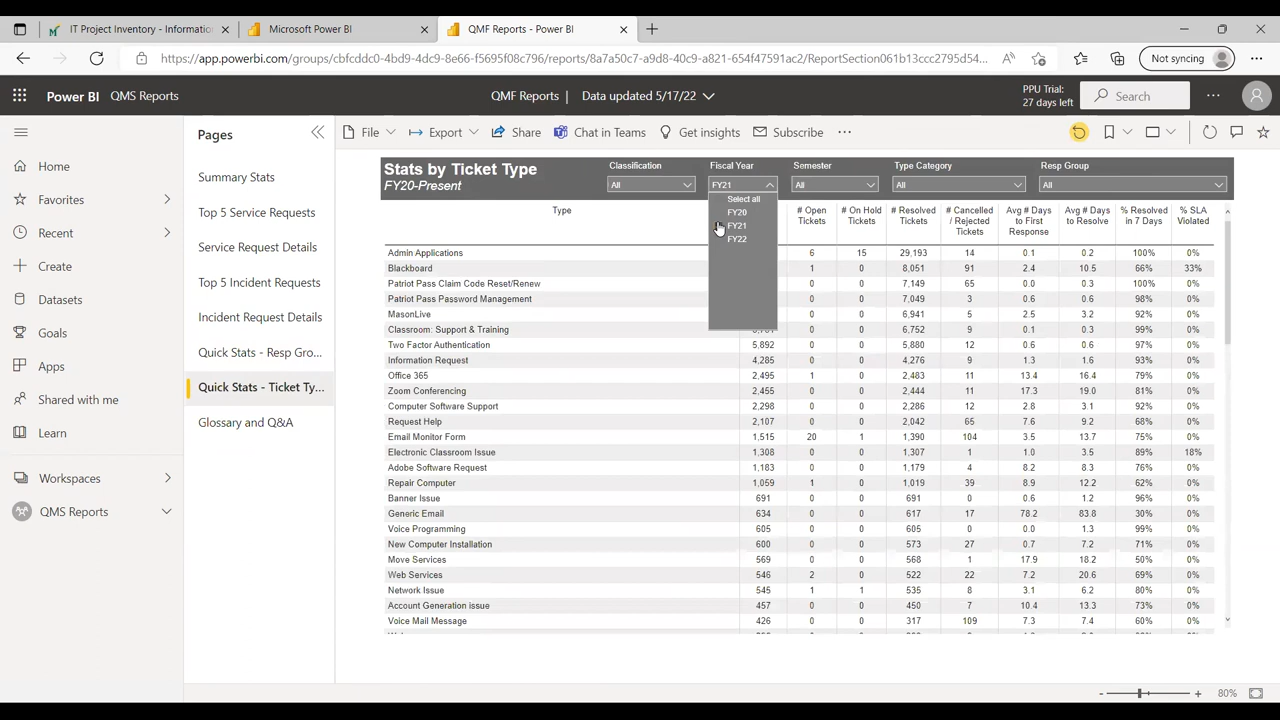 IT Project Inventory - Informatio
Microsoft Power BI
QMF Reports - Power BI
https://app.powerbi.com/groups/cbfcddc0-4bd9-4dc9-8e66-f5695f00c796/reports/8a7a50c7-a9d8-40c9-a821-654f47591ac2/ReportSection061b13ccc2795d54...
Not syncing
Power BI QMS Reports
QMF Reports | Data updated 5/17/22
PPU Trial:
27 days left
Search
Home
Favorites
Recent
Create
Datasets
Goals
Apps
Shared with me
Learn
Workspaces
QMS Reports
Pages
Summary Stats
Top 5 Service Requests
Service Request Details
Top 5 Incident Requests
Incident Request Details
Quick Stats - Resp Gro...
Quick Stats - Ticket Ty...
Glossary and Q&A
File Export Share Chat in Teams Get insights Subscribe
Stats by Ticket Type
FY20-Present
Classification Fiscal Year Semester Type Category Resp Group
All FY21 All All All
Select all
FY20
FY21
FY22
Type # Open Tickets # On Hold Tickets # Resolved Tickets # Cancelled / Rejected Tickets Avg # Days to First Response Avg # Days to Resolve % Resolved in 7 Days % SLA Violated
Admin Applications 6 15 29,193 14 0.1 0.2 100% 0%
Blackboard 1 0 8,051 91 2.4 10.5 66% 33%
Patriot Pass Claim Code Reset/Renew 0 7,149 65 0.0 0.3 100% 0%
Patriot Pass Password Management 0 7,049 3 0.6 0.6 98% 0%
MasonLive 0 6,941 5 2.5 3.2 92% 0%
Classroom: Support & Training 0 6,752 9 0.1 0.3 99% 0%
Two Factor Authentication 5,892 0 0 5,880 12 0.6 0.6 97% 0%
Information Request 4,285 0 0 4,276 9 1.3 1.6 93% 0%
Office 365 2,495 1 0 2,483 11 13.4 16.4 79% 0%
Zoom Conferencing 2,455 0 0 2,444 11 17.3 19.0 81% 0%
Computer Software Support 2,298 0 0 2,286 12 2.8 3.1 92% 0%
Request Help 2,107 0 0 2,042 65 7.6 9.2 68% 0%
Email Monitor Form 1,515 20 1 1,390 104 3.5 13.7 75% 0%
Electronic Classroom Issue 1,308 0 0 1,307 1 1.0 3.5 89% 18%
Adobe Software Request 1,183 0 0 1,179 4 8.2 8.3 76% 0%
Repair Computer 1,059 1 0 1,019 39 8.9 12.2 62% 0%
Banner Issue 691 0 0 691 0 0.6 1.2 96% 0%
Generic Email 634 0 0 617 17 78.2 83.8 30% 0%
Voice Programming 605 0 0 605 0 0.0 1.3 99% 0%
New Computer Installation 600 0 0 573 27 0.7 7.2 71% 0%
Move Services 569 0 0 568 1 17.9 18.2 50% 0%
Web Services 546 2 0 522 22 7.2 20.6 69% 0%
Network Issue 545 1 1 535 8 3.1 6.2 80% 0%
Account Generation issue 457 0 0 450 7 10.4 13.3 73% 0%
Voice Mail Message 426 0 0 317 109 7.3 7.4 60% 0%
80%